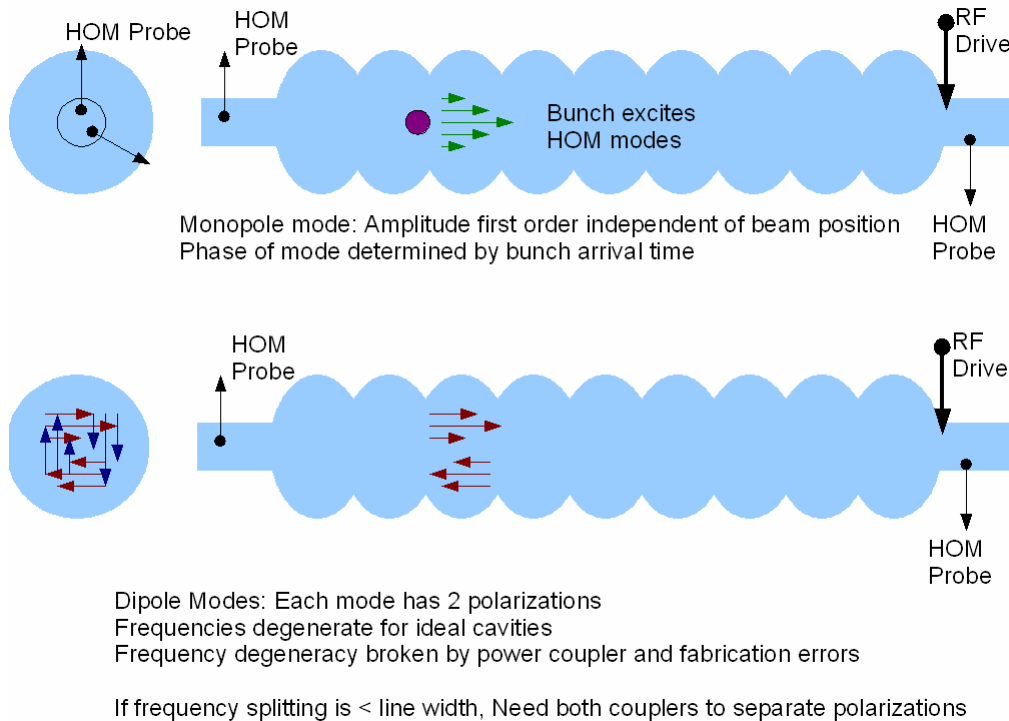 HOM Probe
HOM
Probe
RF
Drive
Bunch excites
HOM modes
Monopole mode: Amplitude first order independent of beam position
Phase of mode determined by bunch arrival time
HOM
Probe
HOM
Probe
RF
Drive
HOM
Probe
Dipole Modes: Each mode has 2 polarizations
Frequencies degenerate for ideal cavities
Frequency degeneracy broken by power coupler and fabrication errors
If frequency splitting is < line width, Need both couplers to separate polarizations